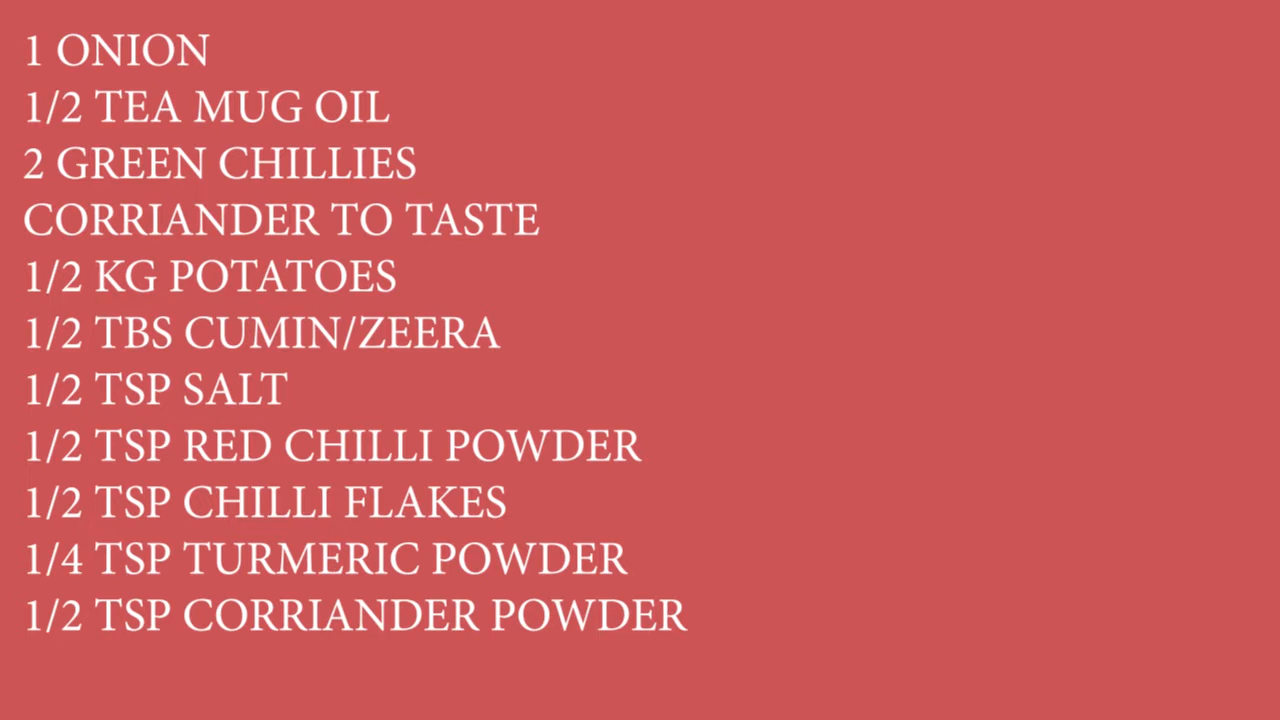 1 ONION
1/2 TEA MUG OIL
2 GREEN CHILLIES
CORRIANDER TO TASTE
1/2 KG POTATOES
1/2 TBS CUMIN/ZEERA
1/2 TSP SALT
1/2 TSP RED CHILLI POWDER
1/2 TSP CHILLI FLAKES
1/4 TSP TURMERIC POWDER
1/2 TSP CORRIANDER POWDER